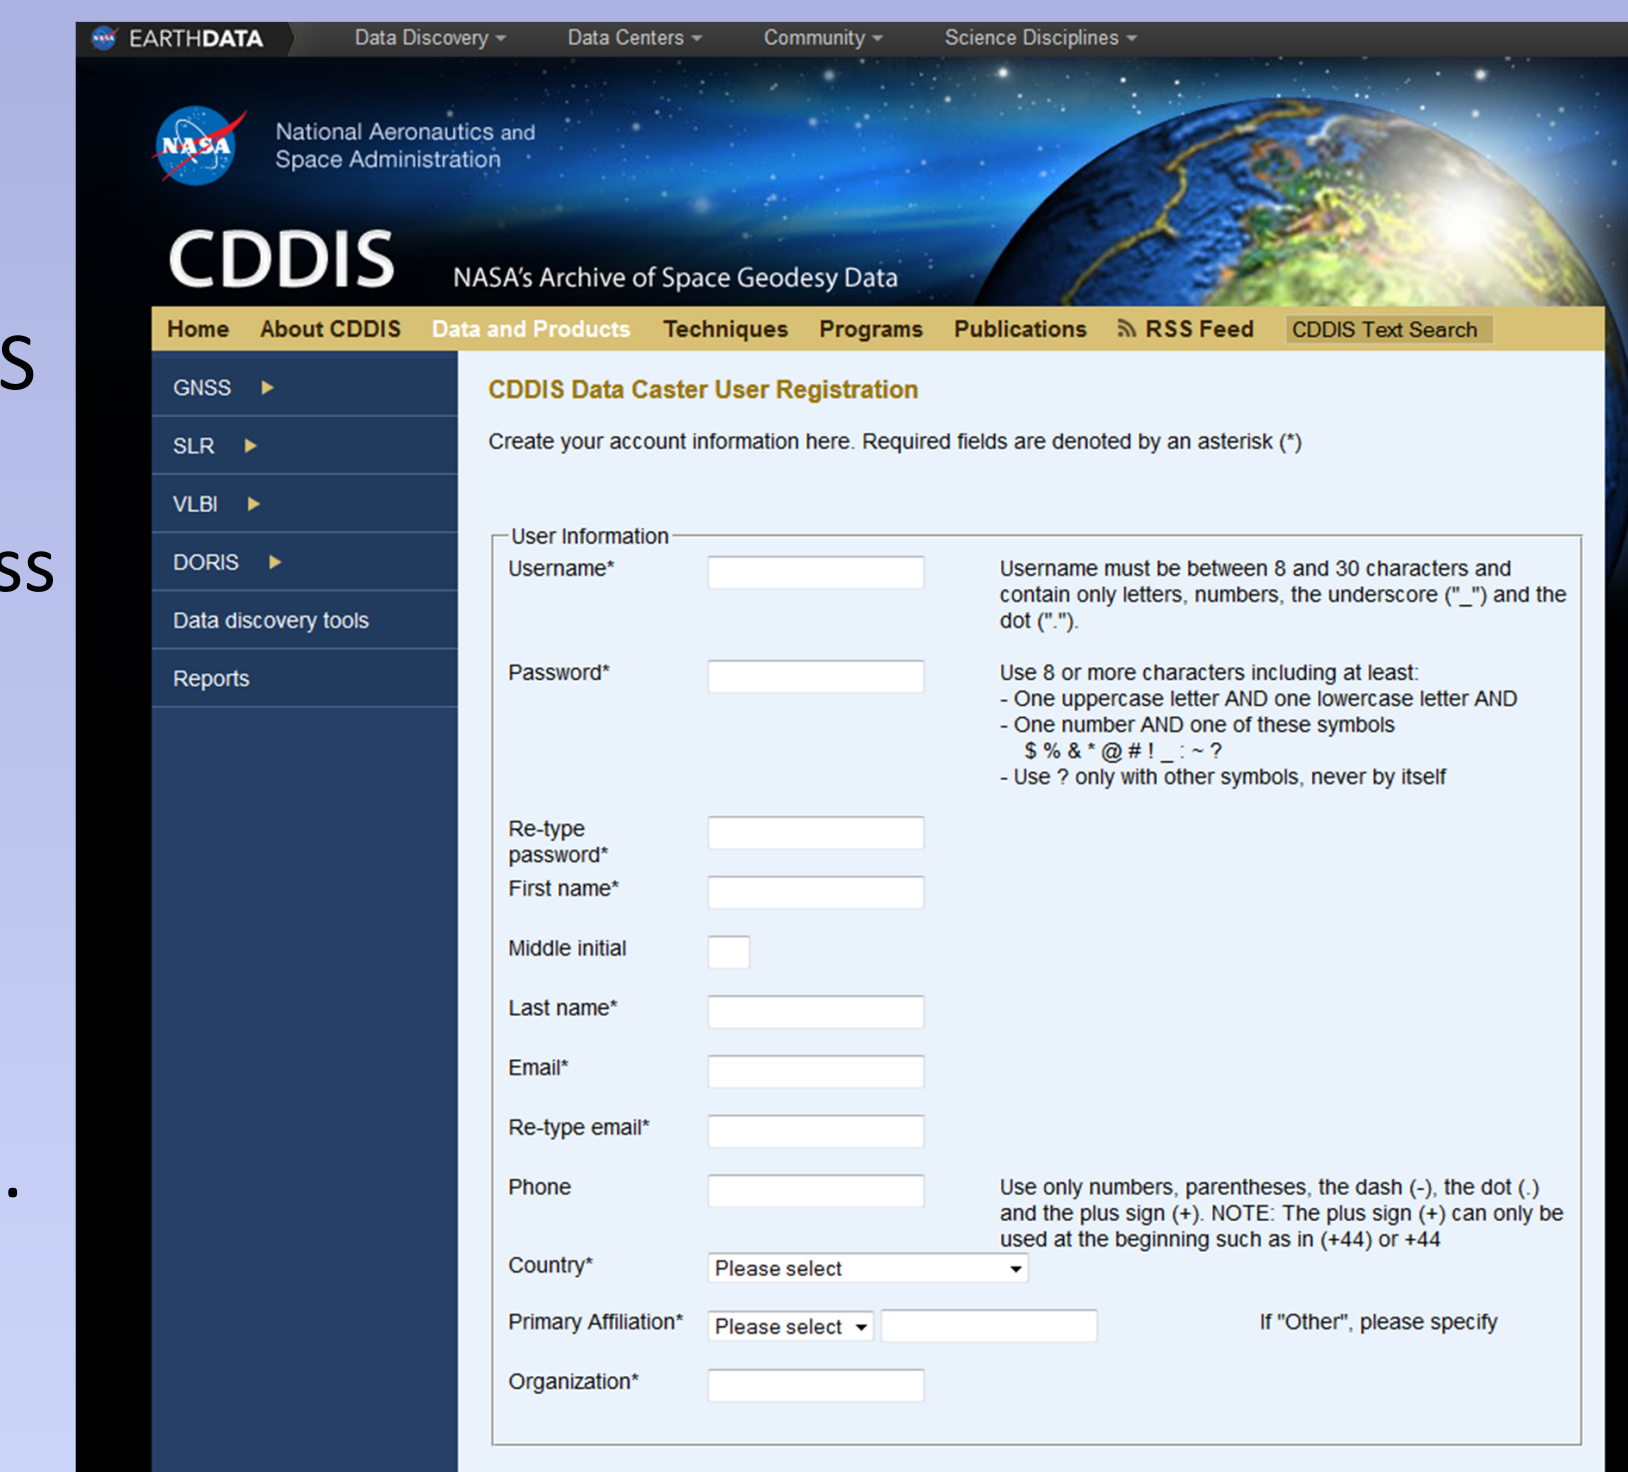 EARTHDATA Data Discovery Data Centers Community Science Disciplines
NASA
National Aeronautics and
Space Administration
CDDIS NASA's Archive of Space Geodesy Data
Home About CDDIS Data and Products Techniques Programs Publications RSS Feed CDDIS Text Search
S
ss
.
GNSS
SLR
VLBI
DORIS
Data discovery tools
Reports
CDDIS Data Caster User Registration
Create your account information here. Required fields are denoted by an asterisk (*)
User Information
Username*
Username must be between 8 and 30 characters and
contain only letters, numbers, the underscore ("_") and the
dot (".").
Password*
Use 8 or more characters including at least:
- One uppercase letter AND one lowercase letter AND
- One number AND one of these symbols
$ % & * @ # ! _ : ~ ?
- Use ? only with other symbols, never by itself
Re-type
password*
First name*
Middle initial
Last name*
Email*
Re-type email*
Phone
Use only numbers, parentheses, the dash (-), the dot (.)
and the plus sign (+). NOTE: The plus sign (+) can only be
used at the beginning such as in (+44) or +44
Country* Please select
Primary Affiliation* Please select If "Other", please specify
Organization*